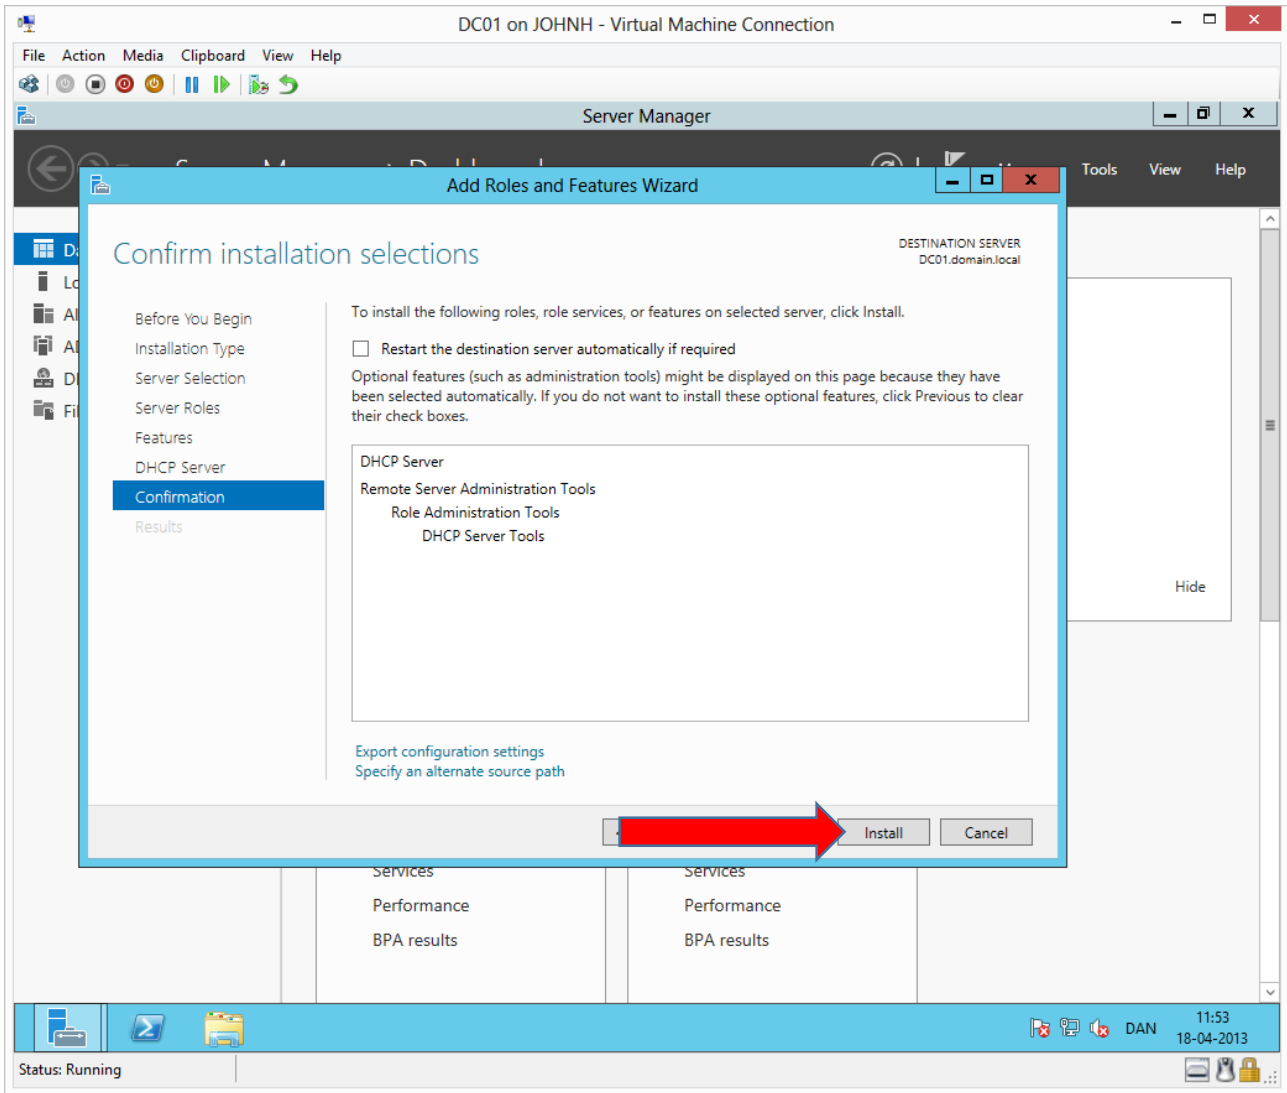 DC01 on JOHNH - Virtual Machine Connection
File Action Media Clipboard View Help
Server Manager
Tools View Help
Add Roles and Features Wizard
Confirm installation selections
DESTINATION SERVER
DC01.domain.local
Before You Begin
Installation Type
Server Selection
Server Roles
Features
DHCP Server
Confirmation
Results
To install the following roles, role services, or features on selected server, click Install.
Restart the destination server automatically if required
Optional features (such as administration tools) might be displayed on this page because they have
been selected automatically. If you do not want to install these optional features, click Previous to clear
their check boxes.
DHCP Server
Remote Server Administration Tools
Role Administration Tools
DHCP Server Tools
Export configuration settings
Specify an alternate source path
Install Cancel
Hide
Services Services
Performance Performance
BPA results BPA results
DAN
11:53
18-04-2013
Status: Running